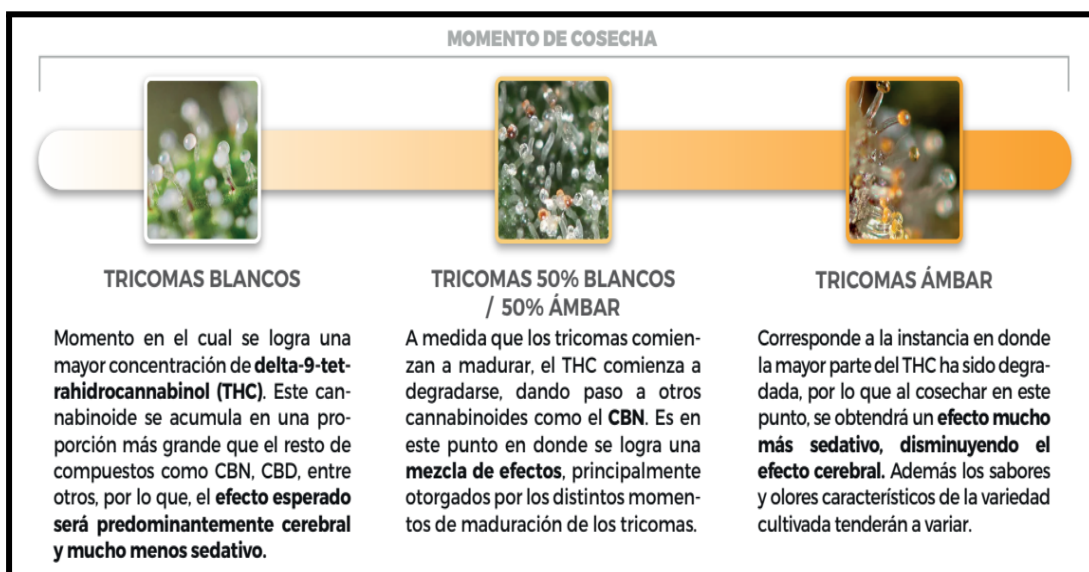 MOMENTO DE COSECHA
TRICOMAS BLANCOS
Momento en el cual se logra una
mayor concentración de delta-9-tet-
rahidrocannabinol (THC). Este can-
nabinoide se acumula en una pro-
porción más grande que el resto de
compuestos como CBN, CBD, entre
otros, por lo que, el efecto esperado
será predominantemente cerebral
y mucho menos sedativo.
TRICOMAS 50% BLANCOS
/ 50% ÁMBAR
A medida que los tricomas comien-
zan a madurar, el THC comienza a
degradarse, dando paso a otros
cannabinoides como el CBN. Es en
este punto en donde se logra una
mezcla de efectos, principalmente
otorgados por los distintos momen-
tos de maduración de los tricomas.
TRICOMAS ÁMBAR
Corresponde a la instancia en donde
la mayor parte del THC ha sido degra-
dada, por lo que al cosechar en este
punto, se obtendrá un efecto mucho
más sedativo, disminuyendo el
efecto cerebral. Además los sabores
y olores característicos de la variedad
cultivada tenderán a variar.